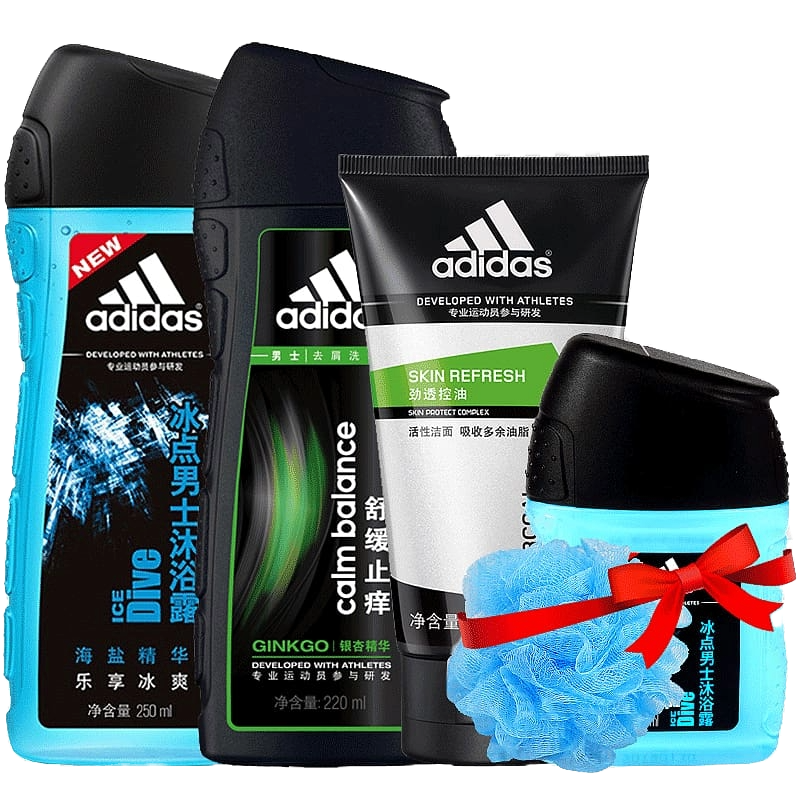 NEW
adidas
DEVELOPED WITH ATHLETES
专业运动员参与研发
冰点男士沐浴露
ICE
Dive
海盐精华
乐享冰爽
净含量 250 ml
男士 去屑洗
calm balance
舒缓止痒
GINKGO 银杏精华
DEVELOPED WITH ATHLETES
专业运动员参与研发
净含量: 220 ml
adidas
DEVELOPED WITH ATHLETES
专业运动员参与研发
SKIN REFRESH
劲透控油
SKIN PROTECT COMPLEX
活性洁面 吸收多余油脂
净含量
冰点男士沐浴露
ICE
Dive